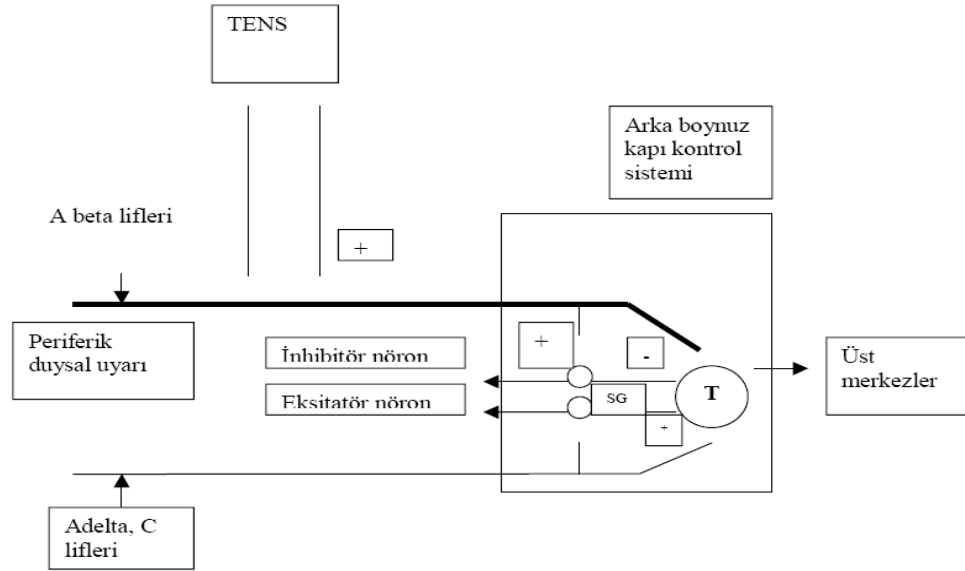 TENS
Arka boynuz
kapı kontrol
sistemi
A beta lifleri
+
Periferik
duysal uyarı
İnhibitör nöron
+
-
Eksitatör nöron
SG
+
T
Üst
merkezler
Adelta, C
lifleri